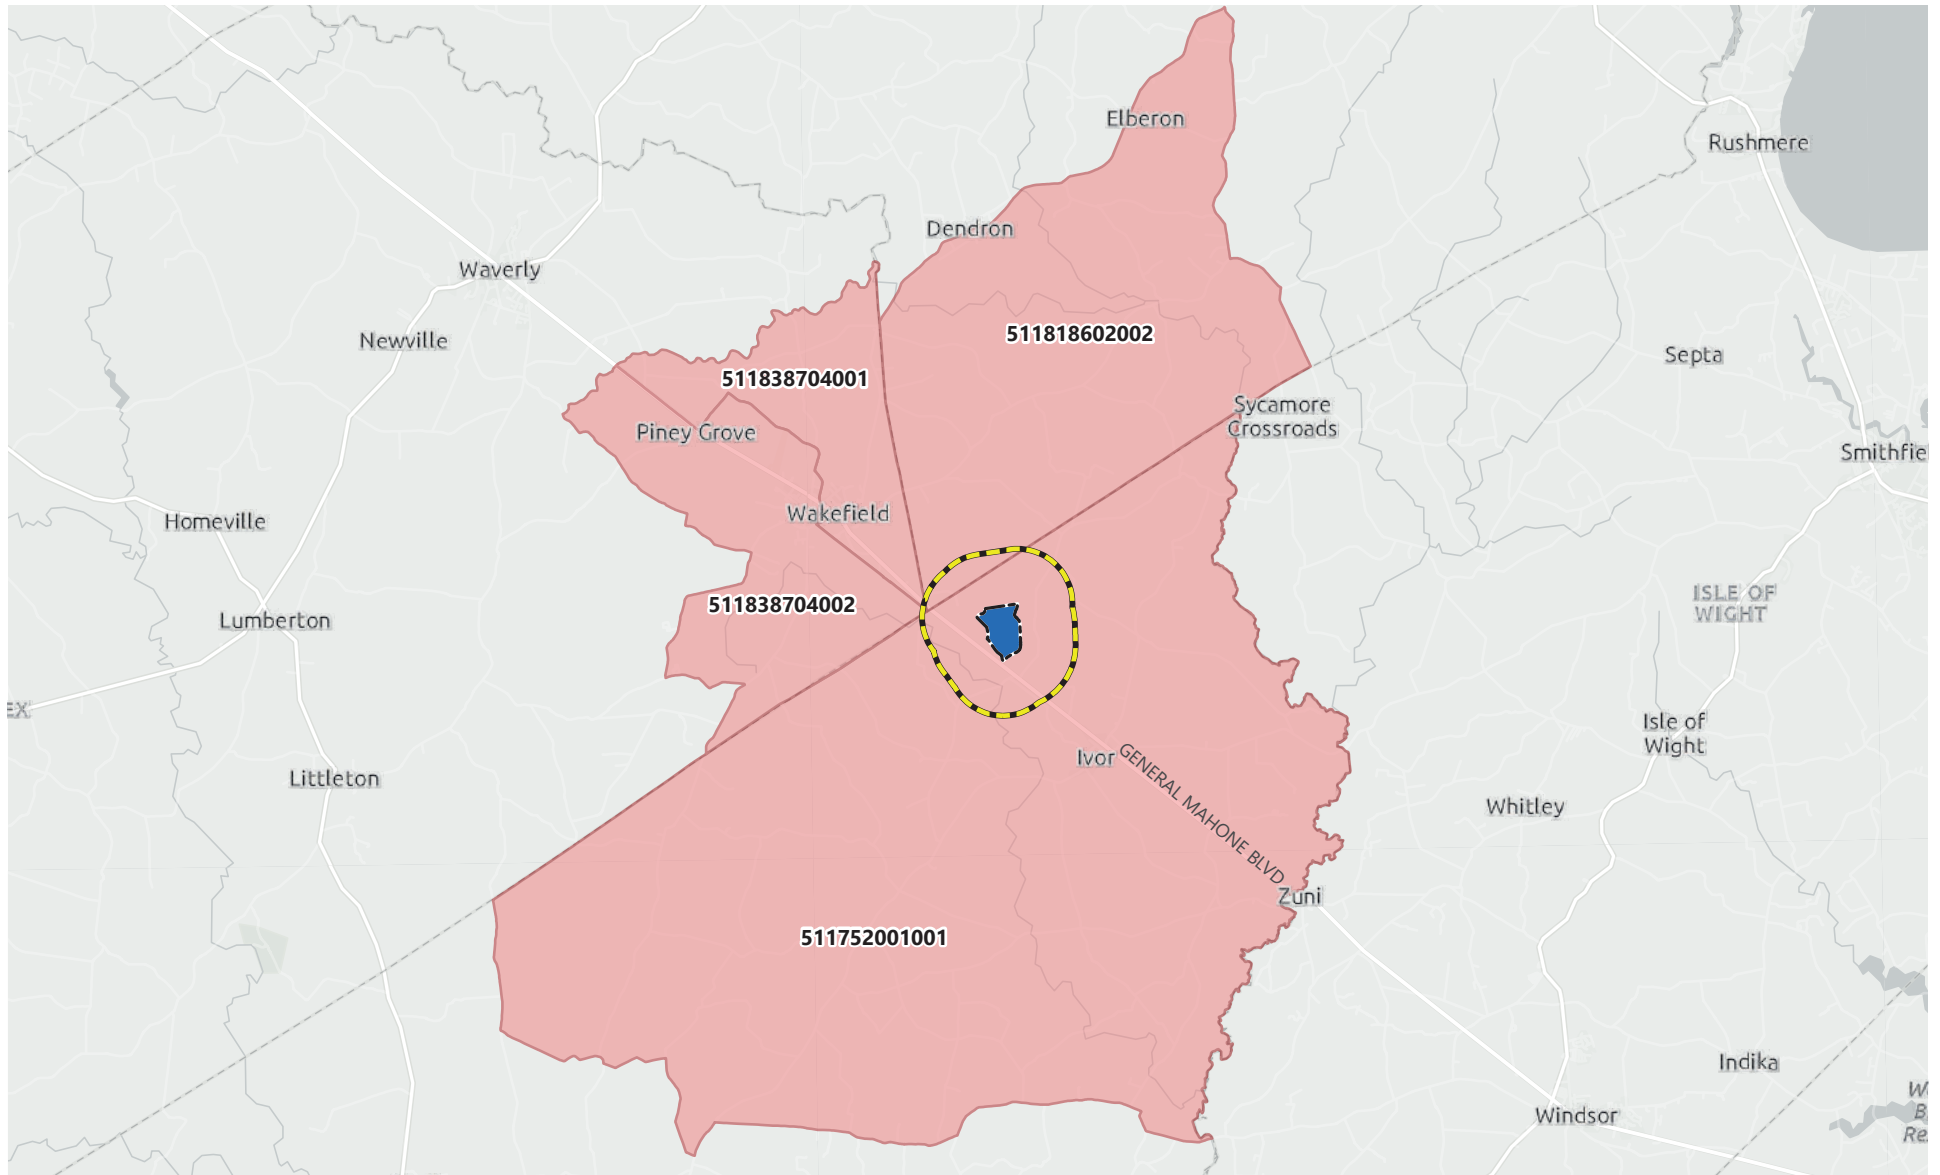 Elberon
Rushmere
Dendron
Waverly
511818602002
Newville
Septa
511838704001
Sycamore
Crossroads
Piney Grove
Smithfie
Wakefield
Homeville
ISLE OF
WIGHT
511838704002
Lumberton
EX
Isle of
Wight
Ivor
GENERAL MAHONE BLVD
Littleton
Whitley
Zuni
511752001001
Indika
W
B
Re
Windsor